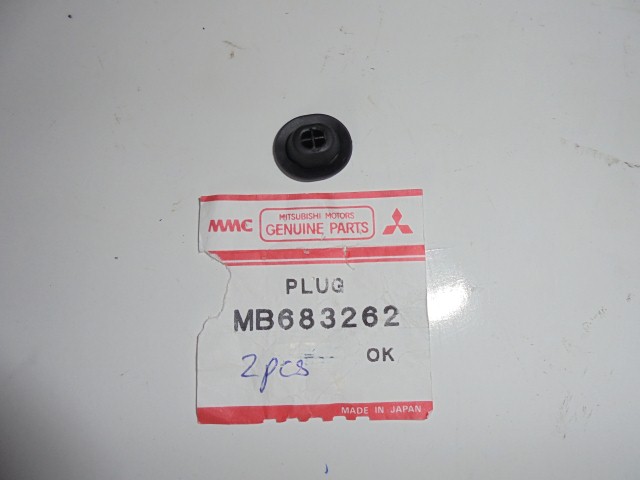 MMC
MITSUBISHI MOTORS
GENUINE PARTS
PLUG
MB683262
2pcs
OK
MADE IN JAPAN